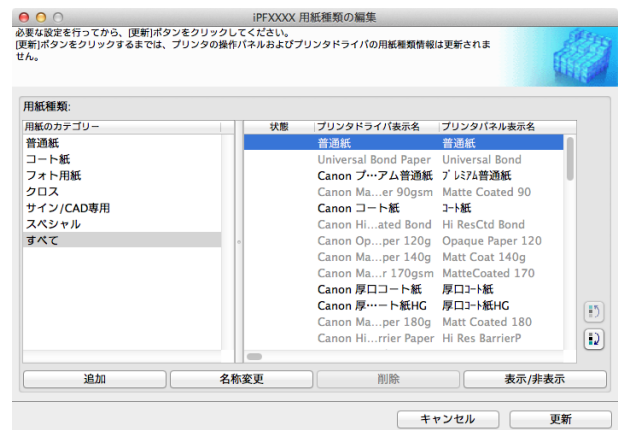 iPFXXXX 用紙種類の編集
必要な設定を行ってから、[更新]ボタンをクリックしてください。
[更新]ボタンをクリックするまでは、プリンタの操作パネルおよびプリンタドライバの用紙種類情報は更新されま
せん。
用紙種類:
用紙のカテゴリー 状態 プリンタドライバ表示名 プリンタパネル表示名
普通紙 普通紙 普通紙
コート紙 Universal Bond Paper Universal Bond
フォト用紙 Canon プ…アム普通紙 プレミアム普通紙
クロス Canon Ma...er 90gsm Matte Coated 90
サイン/CAD専用 Canon コート紙 コート紙
スペシャル Canon Hi...ated Bond Hi ResCtd Bond
すべて Canon Op...per 120g Opaque Paper 120
Canon Ma...per 140g Matt Coat 140g
Canon Ma...r 170gsm MatteCoated 170
Canon 厚口コート紙 厚口コート紙
Canon 厚…ート紙HG 厚口コート紙HG
Canon Ma...per 180g Matt Coated 180
Canon Hi...rrier Paper Hi Res BarrierP
追加 名称変更 削除 表示/非表示
キャンセル 更新